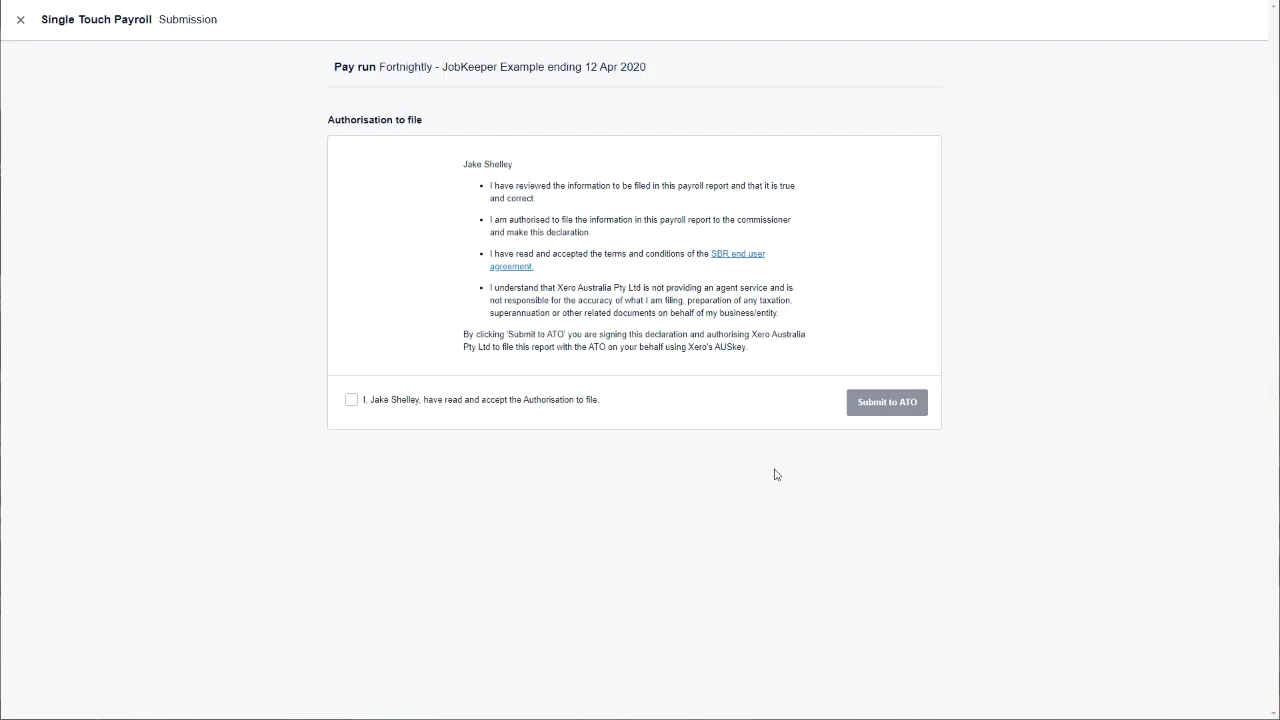 Single Touch Payroll Submission
Pay run Fortnightly - JobKeeper Example ending 12 Apr 2020
Authorisation to file
Jake Shelley
• I have reviewed the information to be filed in this payroll report and that it is true
and correct.
• I am authorised to file the information in this payroll report to the commissioner
and make this declaration.
• I have read and accepted the terms and conditions of the SBR end user
agreement.
• I understand that Xero Australia Pty Ltd is not providing an agent service and is
not responsible for the accuracy of what I am filing, preparation of any taxation,
superannuation or other related documents on behalf of my business/entity.
By clicking 'Submit to ATO' you are signing this declaration and authorising Xero Australia
Pty Ltd to file this report with the ATO on your behalf using Xero's AUSkey.
I, Jake Shelley, have read and accept the Authorisation to file.
Submit to ATO